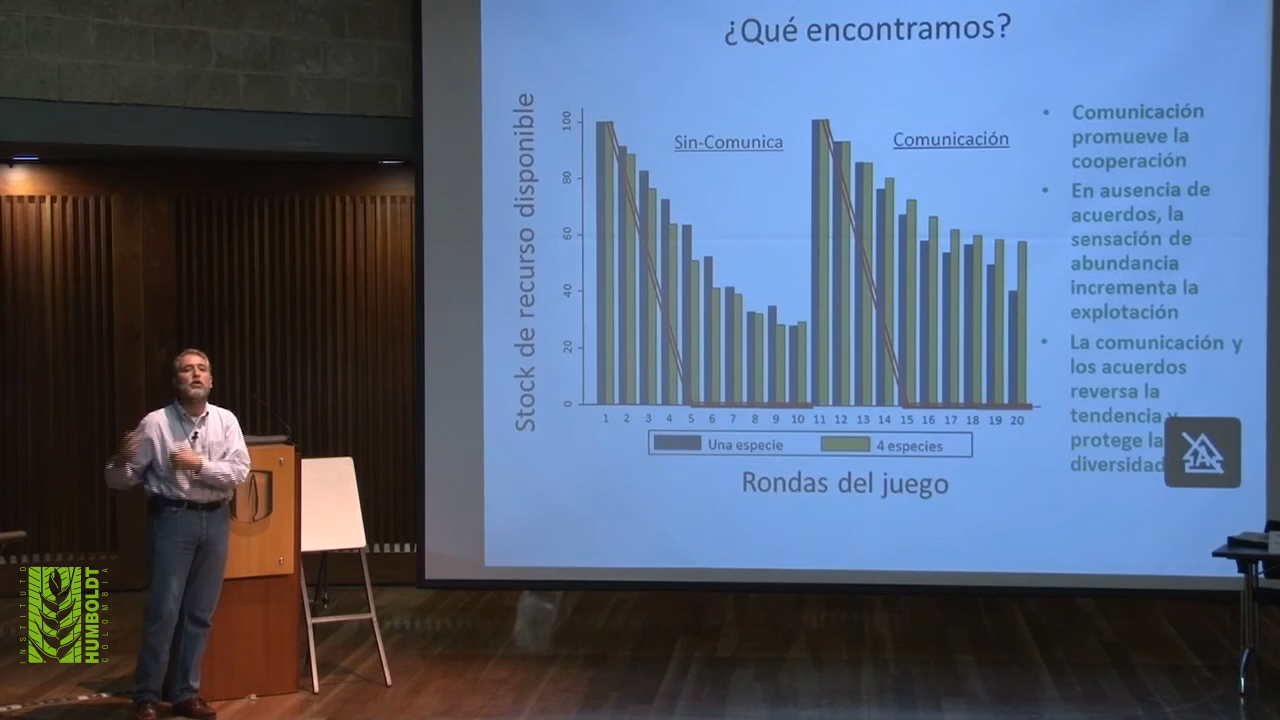 ¿Qué encontramos?
Stock de recurso disponible
100
80
60
40
20
0
Sin-Comunica
Comunicación
1 2 3 4 5 6 7 8 9 10 11 12 13 14 15 16 17 18 19 20
Una especie
4 especies
Rondas del juego
• Comunicación
promueve la
cooperación
• En ausencia de
acuerdos, la
sensación de
abundancia
incrementa la
explotación
• La comunicación y
los acuerdos
reversa la
tendencia y
protege la
diversidad
A
INSTITUTO
HUMBOLDT
COLOMBIA